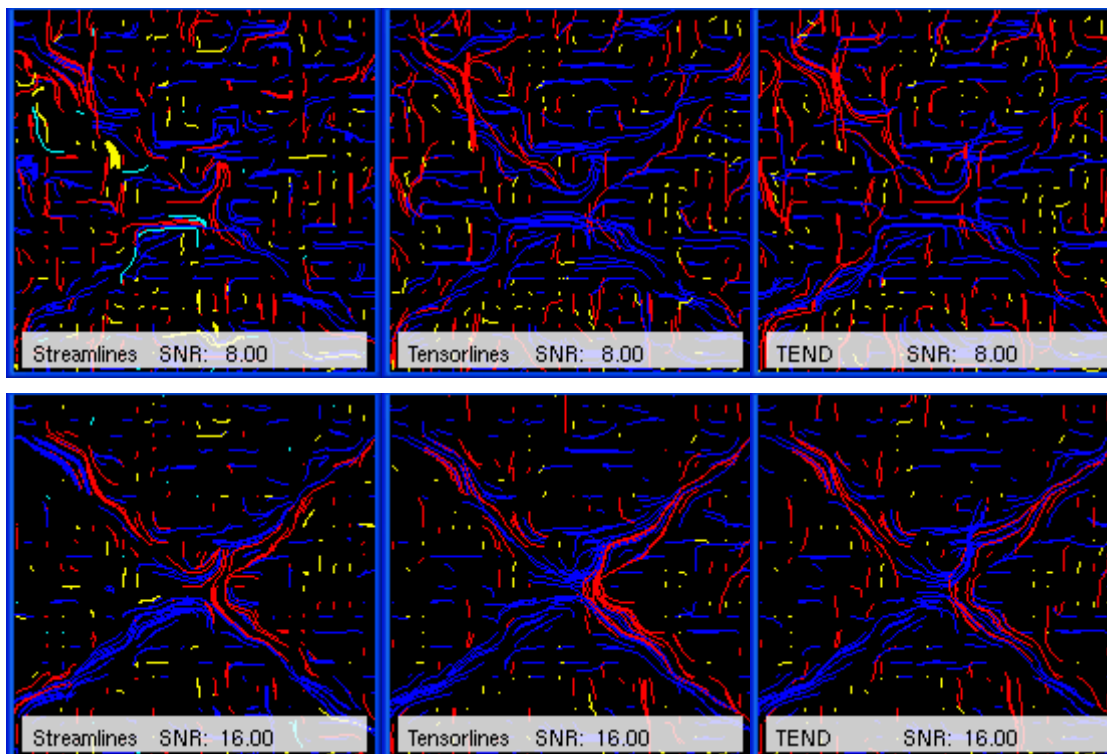 Streamlines SNR: 8.00
Tensorlines SNR: 8.00
TEND SNR: 8.00
Streamlines SNR: 16.00
Tensorlines SNR: 16.00
TEND SNR: 16.00